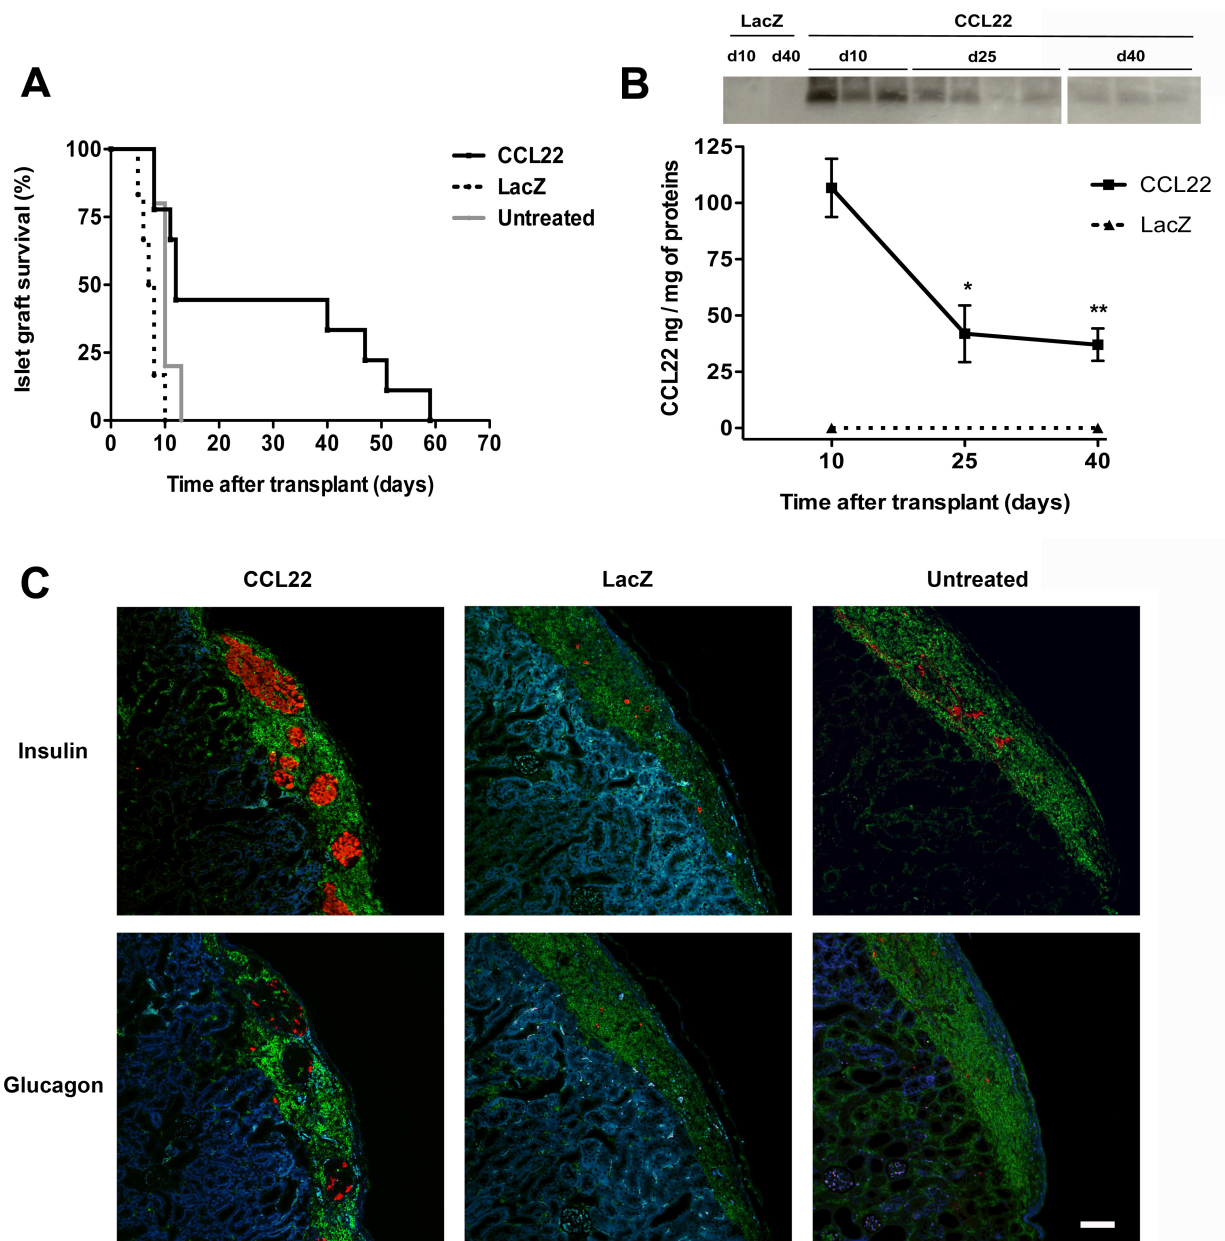 LacZ CCL22
d10 d40 d10 d25 d40
A
B
100
75
50
25
0
0 10 20 30 40 50 60 70
Islet graft survival (%)
Time after transplant (days)
CCL22
LacZ
Untreated
125
100
75
50
25
0
10 25 40
CCL22 ng / mg of proteins
Time after transplant (days)
*
**
CCL22
LacZ
C
CCL22 LacZ Untreated
Insulin
Glucagon